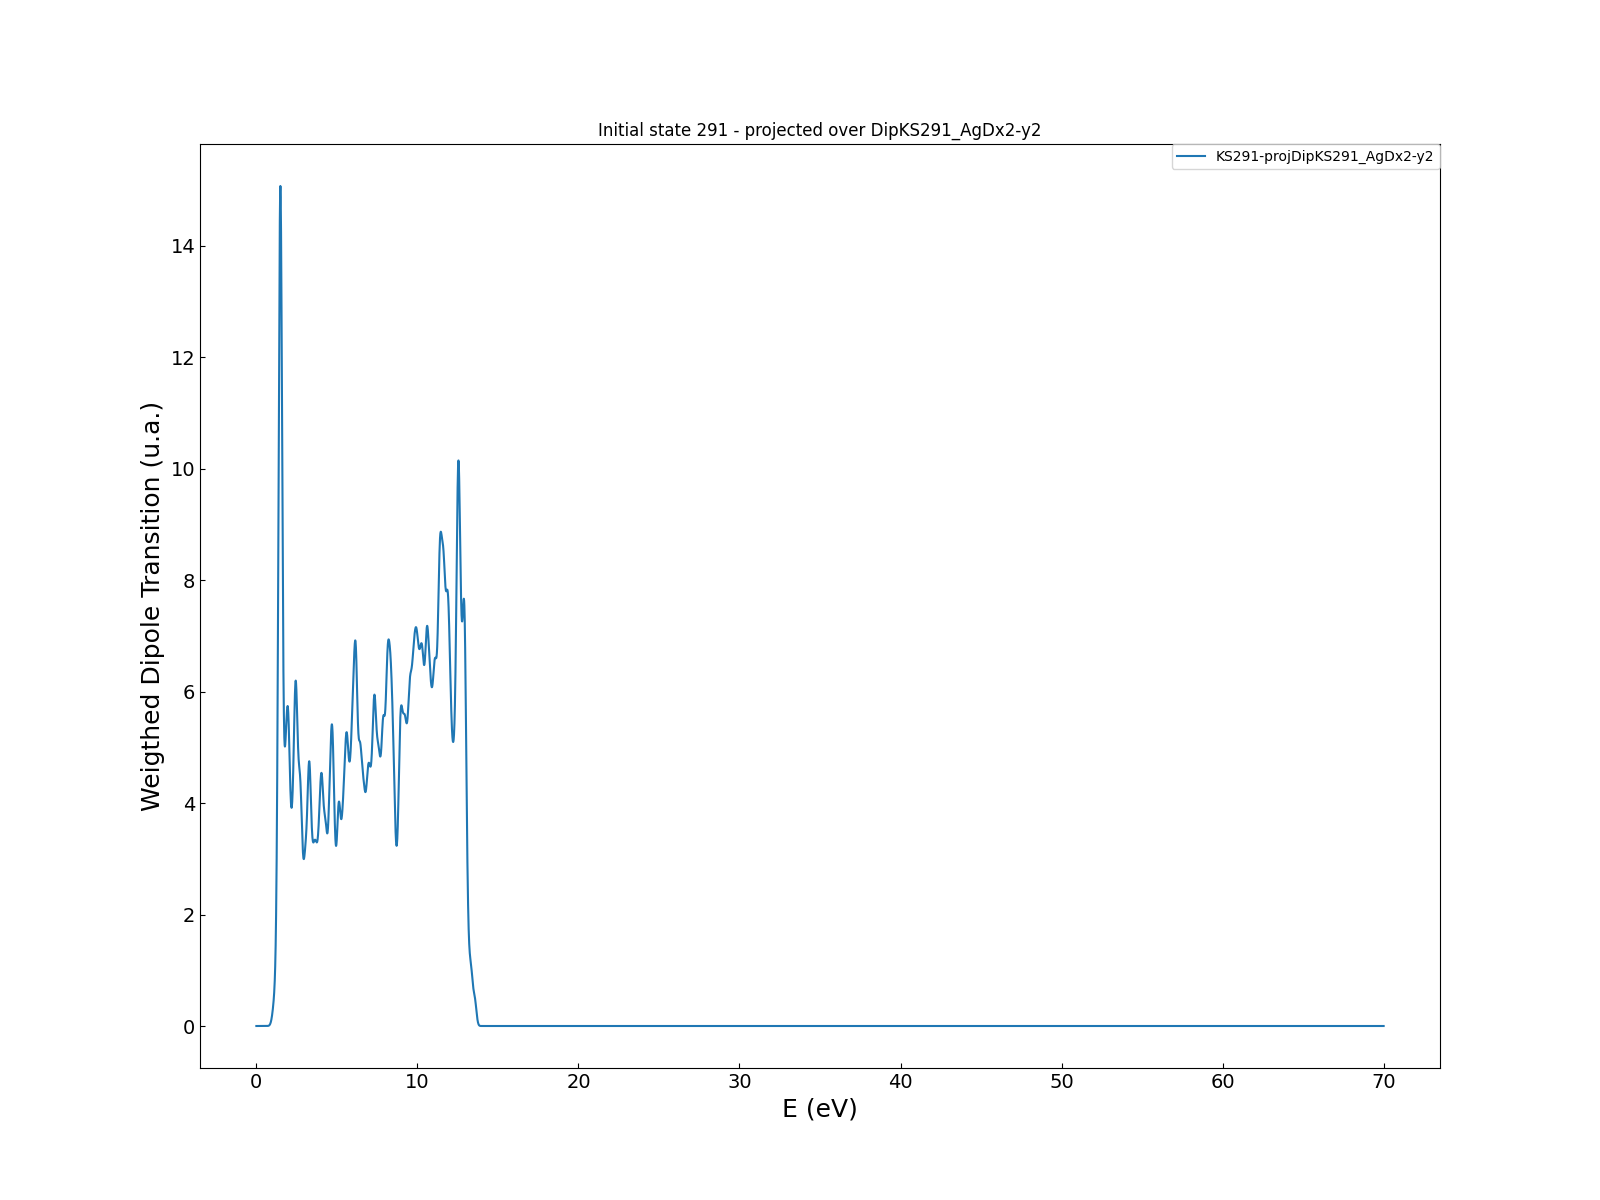 Initial state 291 - projected over DipKS291_AgDx2-y2
KS291-projDipKS291_AgDx2-y2
Weigthed Dipole Transition (u.a.)
14
12
10
8
6
4
2
0
0 10 20 30 40 50 60 70
E (eV)